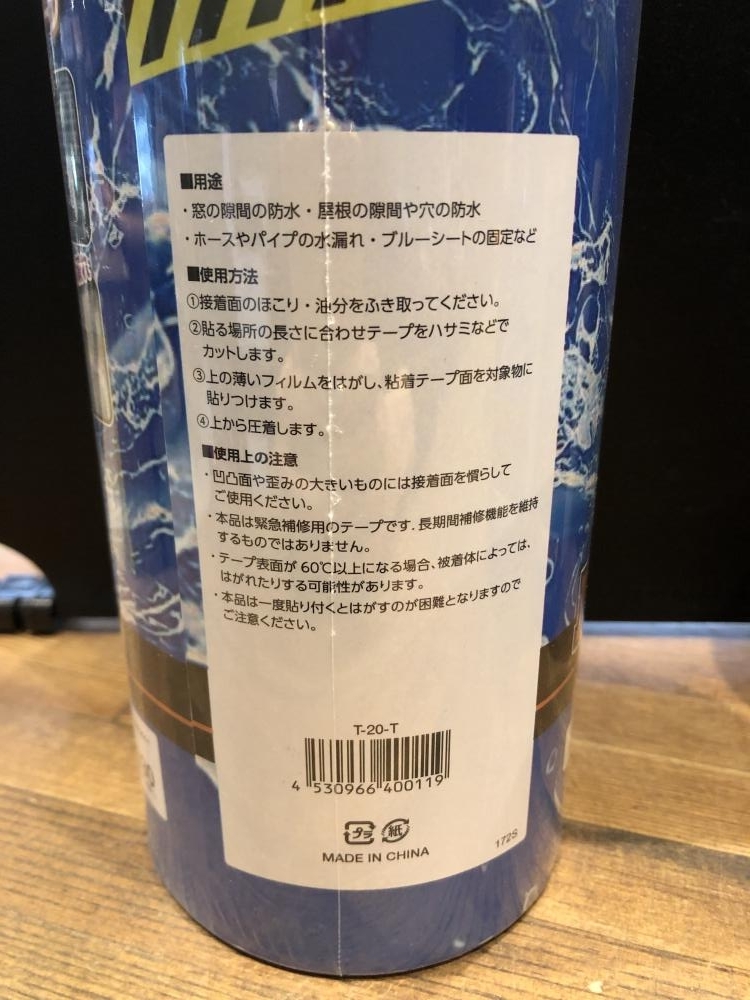 ■用途
・窓の隙間の防水・屋根の隙間や穴の防水
・ホースやパイプの水漏れ・ブルーシートの固定など
■使用方法
①接着面のほこり・油分をふき取ってください。
②貼る場所の長さに合わせテープをハサミなどで
カットします。
③上の薄いフィルムをはがし、粘着テープ面を対象物に
貼りつけます。
④上から圧着します。
■使用上の注意
・凹凸面や歪みの大きいものには接着面を慣らして
ご使用ください。
・本品は緊急補修用のテープです.長期間補修機能を維持
するものではありません。
・テープ表面が60℃以上になる場合、被着体によっては、
はがれたりする可能性があります。
・本品は一度貼り付くとはがすのが困難となりますので
ご注意ください。
T-20-T
4 530966 400119
プラ 紙
MADE IN CHINA
172S